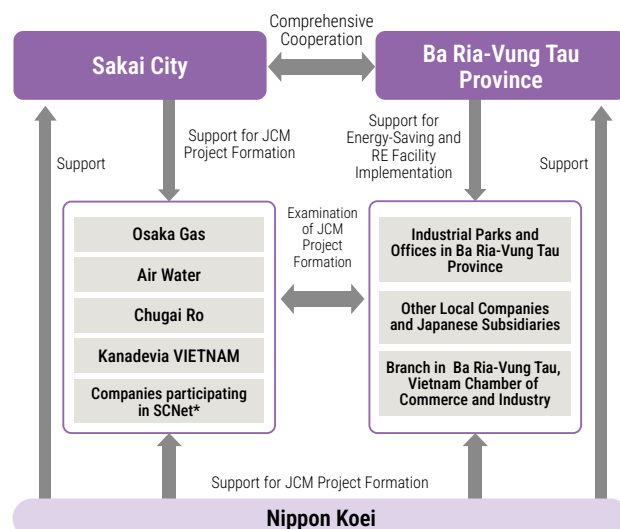 Comprehensive
Cooperation
Sakai City
Ba Ria-Vung Tau
Province
Support
Support for JCM
Project Formation
Support for
Energy-Saving and
RE Facility
Implementation
Support
Examination
of JCM
Project
Formation
Osaka Gas
Air Water
Chugai Ro
Kanadevia VIETNAM
Companies participating
in SCNet*
Industrial Parks and
Offices in Ba Ria-Vung Tau
Province
Other Local Companies
and Japanese Subsidiaries
Branch in Ba Ria-Vung Tau,
Vietnam Chamber of
Commerce and Industry
Support for JCM Project Formation
Nippon Koei